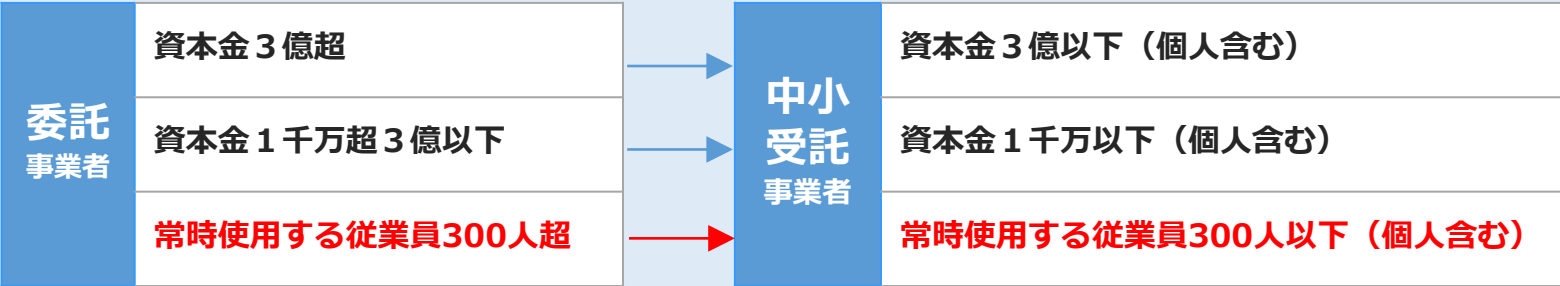 委託
事業者
資本金３億超
資本金１千万超３億以下
常時使用する従業員300人超
中小
受託
事業者
資本金３億以下（個人含む）
資本金１千万以下（個人含む）
常時使用する従業員300人以下（個人含む）